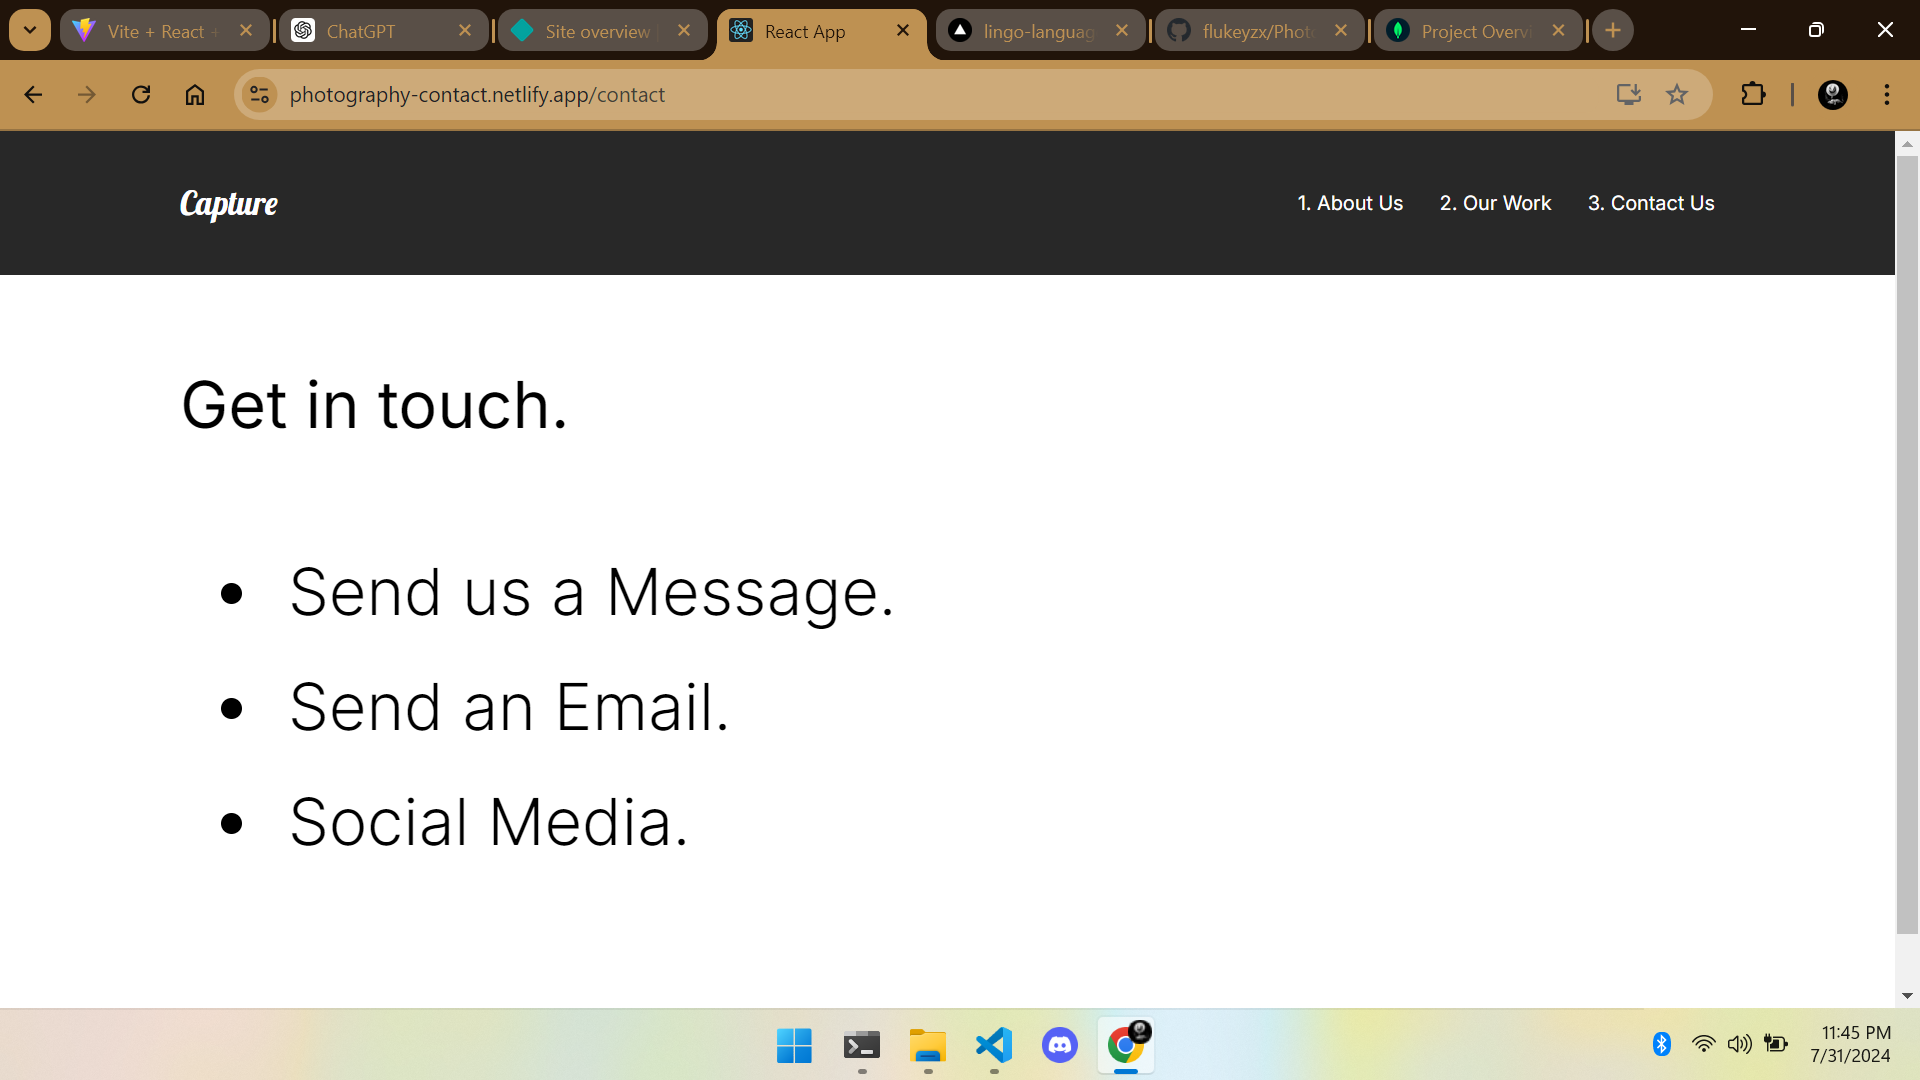 Vite + React +
ChatGPT
Site overview
React App
lingo-languag
flukeyzx/Phot
Project Overvi
photography-contact.netlify.app/contact
Capture
1. About Us
2. Our Work
3. Contact Us
Get in touch.
Send us a Message.
Send an Email.
Social Media.
11:45 PM
7/31/2024